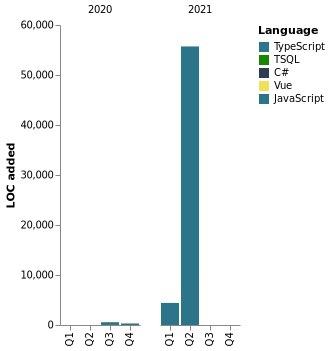 2020 2021
Language
TypeScript
TSQL
C#
Vue
JavaScript
LOC added
60,000
50,000
40,000
30,000
20,000
10,000
0
Q1 Q2 Q3 Q4 Q1 Q2 Q3 Q4